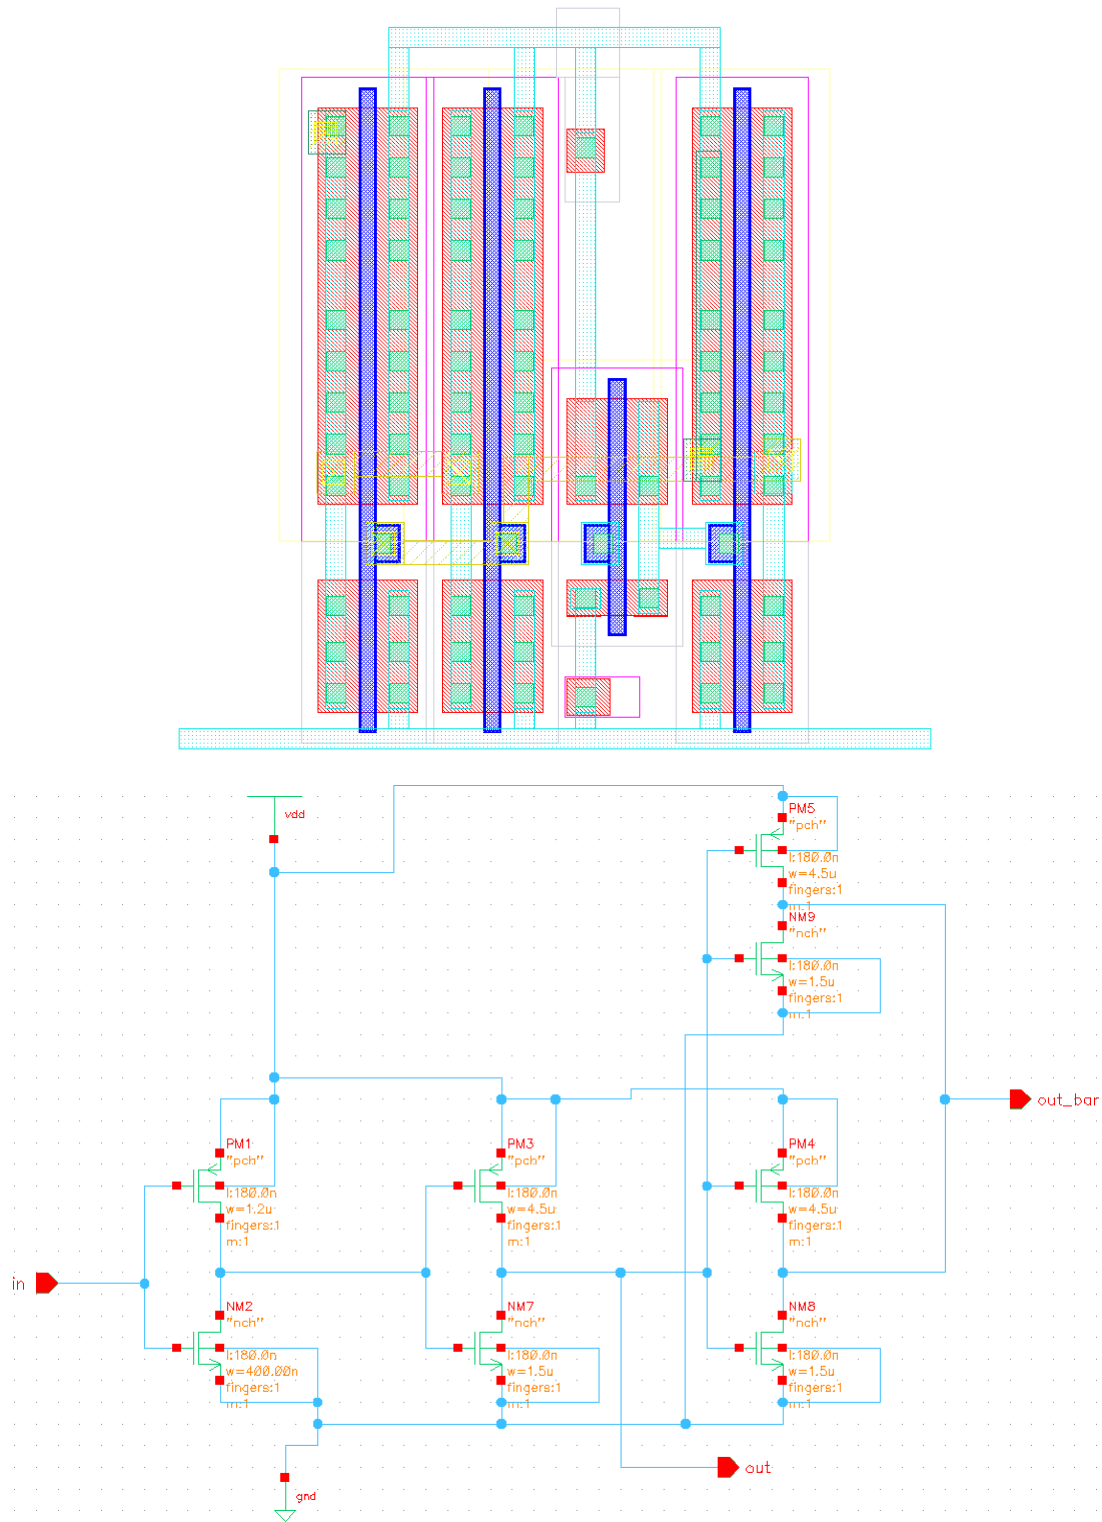 vdd
PM5
"pch"
l:180.0n
w=4.5u
fingers:1
m:1
NM9
"nch"
l:180.0n
w=1.5u
fingers:1
m:1
out_bar
PM1
"pch"
l:180.0n
w=1.2u
fingers:1
m:1
PM3
"pch"
l:180.0n
w=4.5u
fingers:1
m:1
PM4
"pch"
l:180.0n
w=4.5u
fingers:1
m:1
in
NM2
"nch"
l:180.0n
w=400.00n
fingers:1
m:1
NM7
"nch"
l:180.0n
w=1.5u
fingers:1
m:1
NM8
"nch"
l:180.0n
w=1.5u
fingers:1
m:1
out
gnd